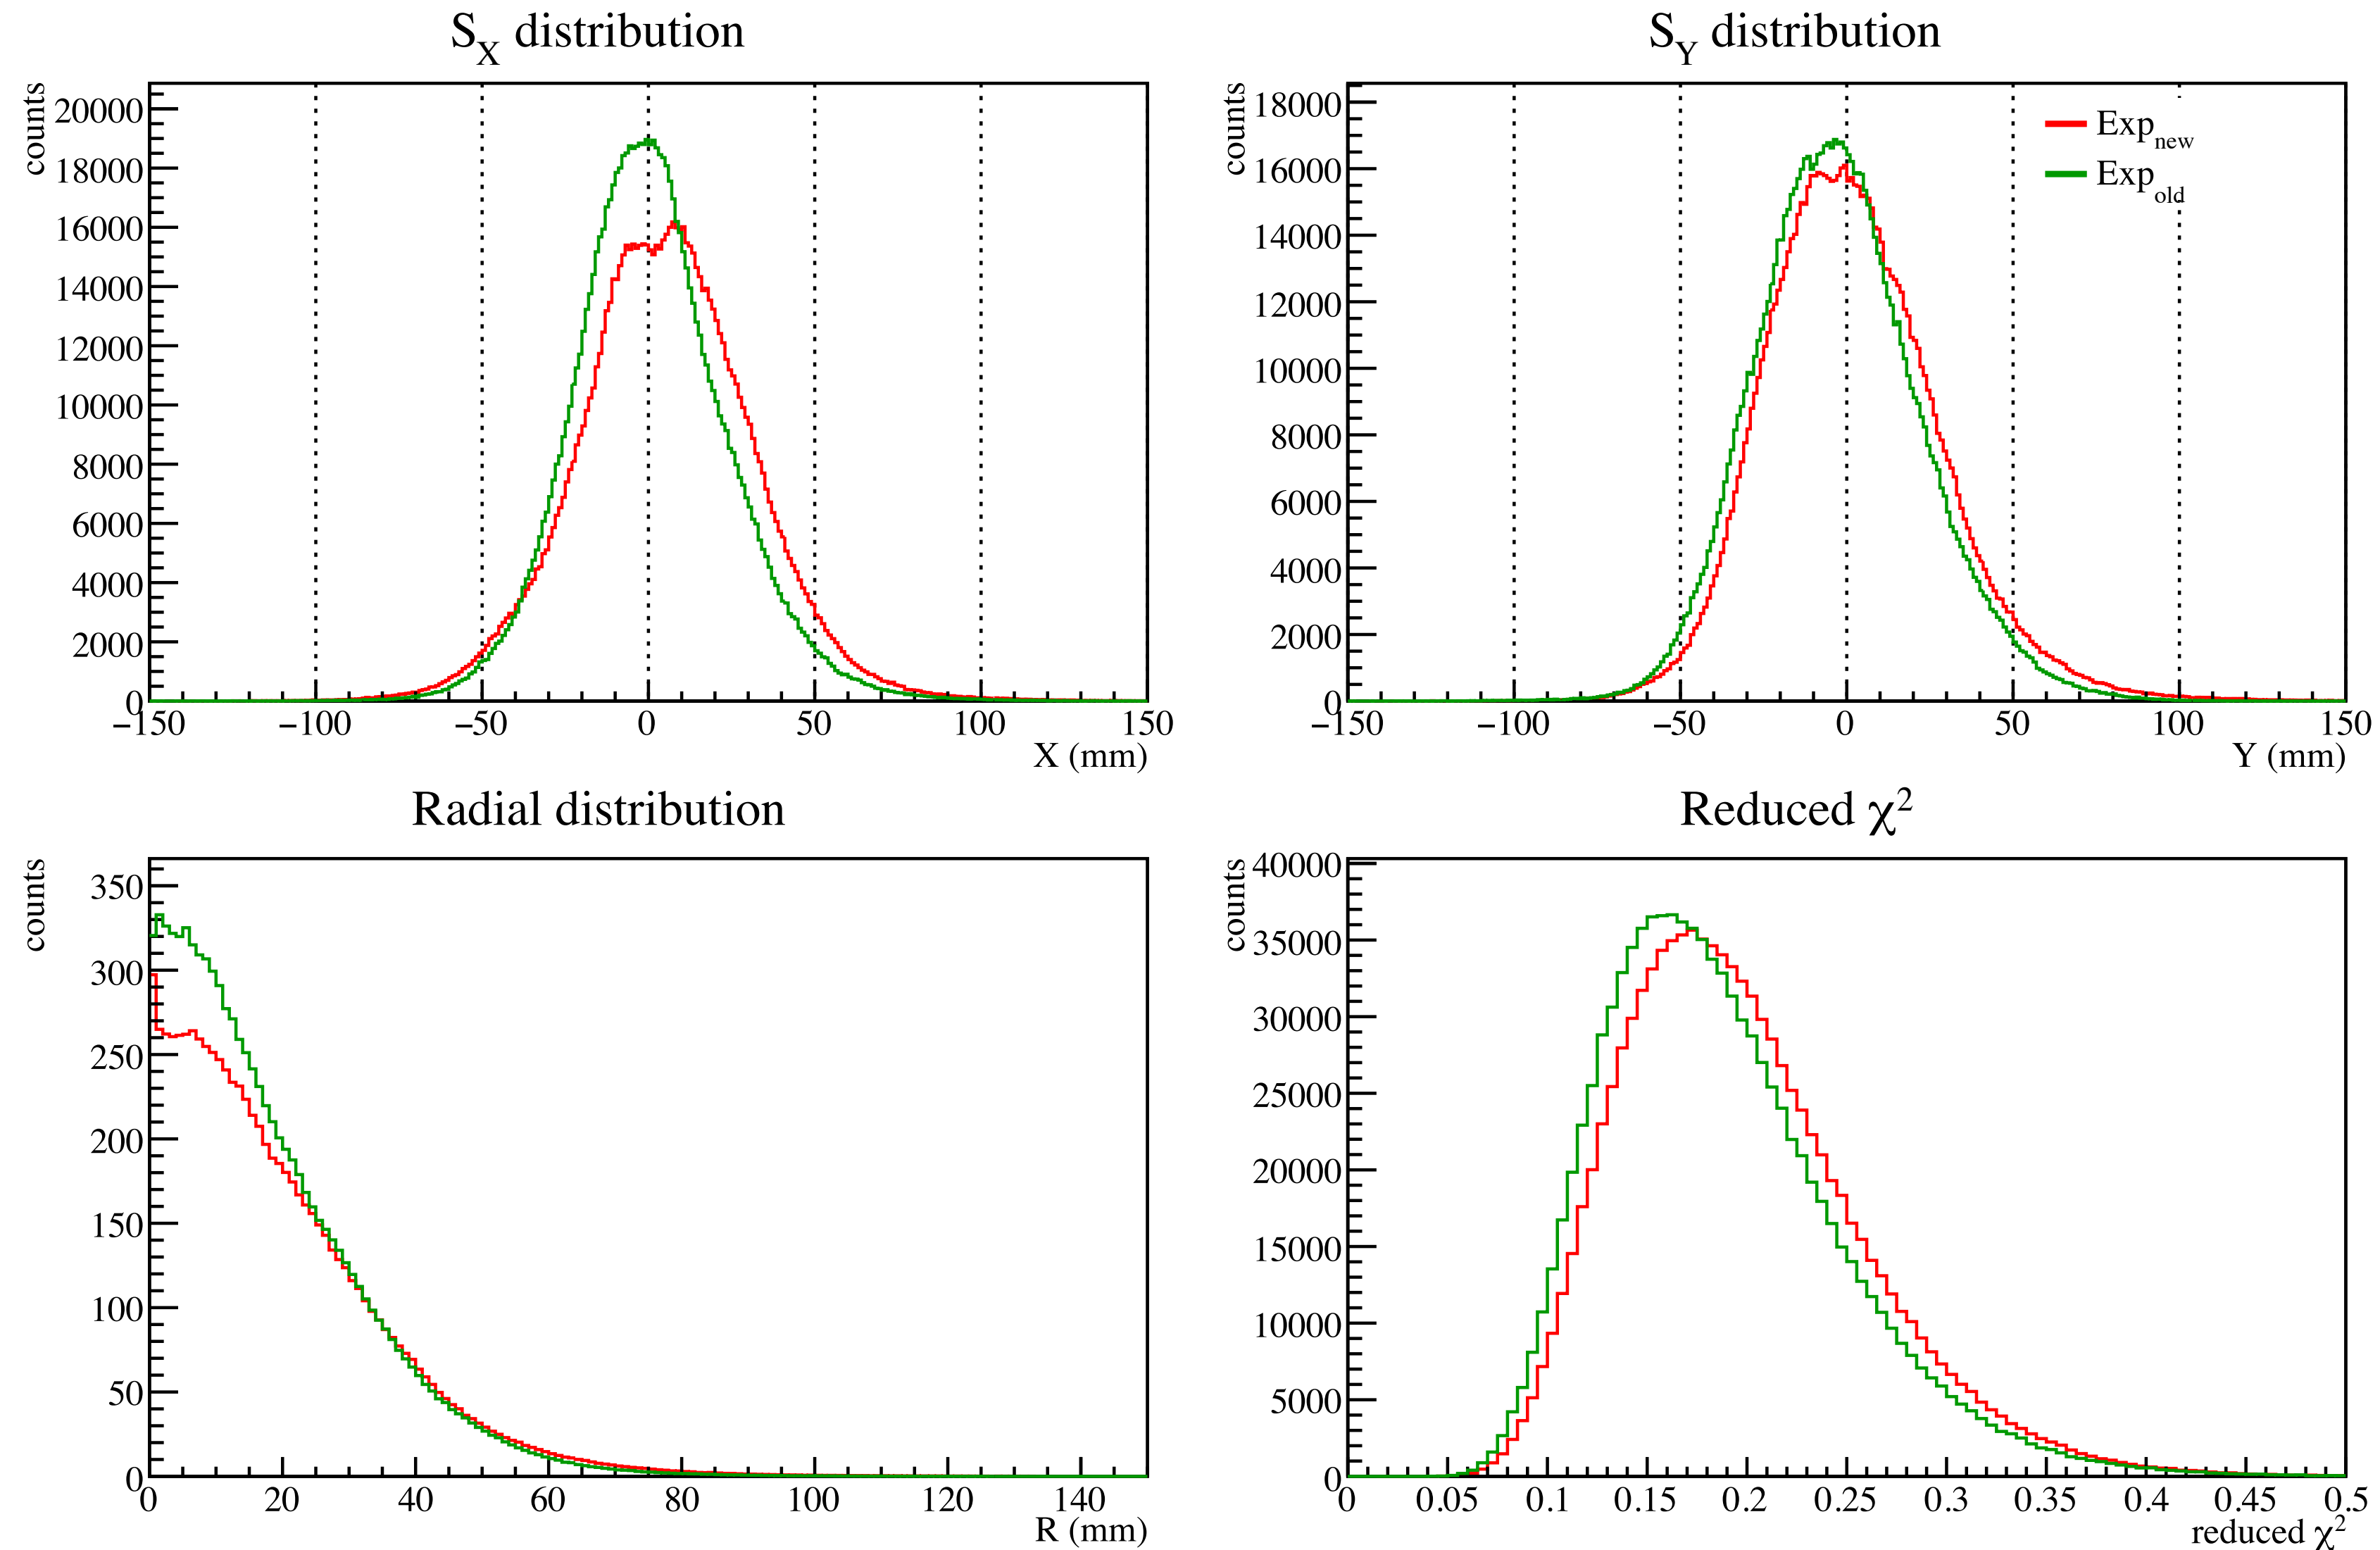 S_X distribution
counts
20000
18000
16000
14000
12000
10000
8000
6000
4000
2000
0
−150 −100 −50 0 50 100 150
X (mm)
S_Y distribution
counts
18000
16000
14000
12000
10000
8000
6000
4000
2000
0
Exp_new
Exp_old
−150 −100 −50 0 50 100 150
Y (mm)
Radial distribution
counts
350
300
250
200
150
100
50
0
0 20 40 60 80 100 120 140
R (mm)
Reduced χ²
counts
40000
35000
30000
25000
20000
15000
10000
5000
0
0 0.05 0.1 0.15 0.2 0.25 0.3 0.35 0.4 0.45 0.5
reduced χ²